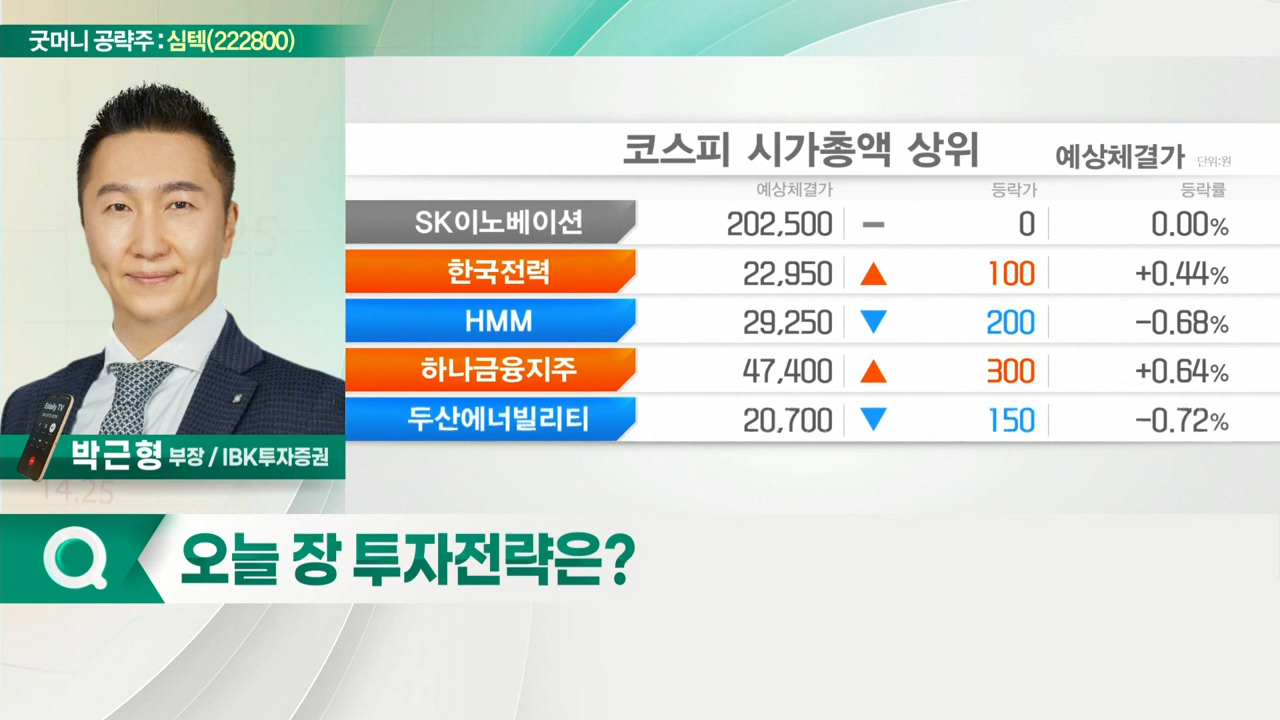 굿머니 공략주 : 심텍(222800)
코스피 시가총액 상위 예상체결가 단위:원
예상체결가 등락가 등락률
SK이노베이션 202,500 － 0 0.00%
한국전력 22,950 ▲ 100 +0.44%
HMM 29,250 ▼ 200 -0.68%
하나금융지주 47,400 ▲ 300 +0.64%
두산에너빌리티 20,700 ▼ 150 -0.72%
Edaily TV
박근형 부장 / IBK투자증권
14.25
오늘 장 투자전략은?